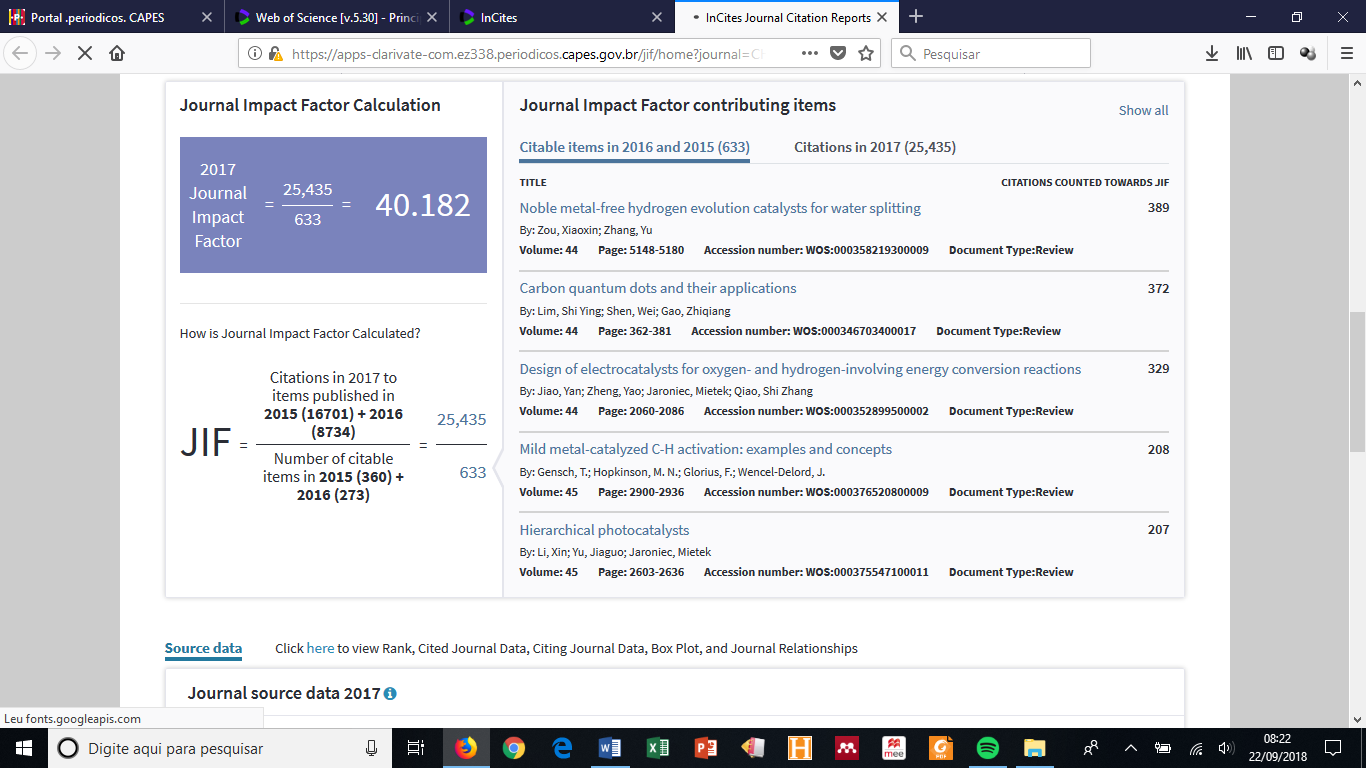 Portal .periodicos. CAPES
Web of Science [v.5.30] - Princi
InCites
InCites Journal Citation Reports
https://apps-clarivate-com.ez338.periodicos.capes.gov.br/jif/home?journal=C
Pesquisar
Journal Impact Factor Calculation
2017
Journal
Impact
Factor
= 25,435
633
= 40.182
How is Journal Impact Factor Calculated?
JIF =
Citations in 2017 to
items published in
2015 (16701) + 2016
(8734)
Number of citable
items in 2015 (360) +
2016 (273)
= 25,435
633
Journal Impact Factor contributing items
Show all
Citable items in 2016 and 2015 (633) Citations in 2017 (25,435)
TITLE CITATIONS COUNTED TOWARDS JIF
Noble metal-free hydrogen evolution catalysts for water splitting 389
By: Zou, Xiaoxin; Zhang, Yu
Volume: 44 Page: 5148-5180 Accession number: WOS:000358219300009 Document Type:Review
Carbon quantum dots and their applications 372
By: Lim, Shi Ying; Shen, Wei; Gao, Zhiqiang
Volume: 44 Page: 362-381 Accession number: WOS:000346703400017 Document Type:Review
Design of electrocatalysts for oxygen- and hydrogen-involving energy conversion reactions 329
By: Jiao, Yan; Zheng, Yao; Jaroniec, Mietek; Qiao, Shi Zhang
Volume: 44 Page: 2060-2086 Accession number: WOS:000352899500002 Document Type:Review
Mild metal-catalyzed C-H activation: examples and concepts 208
By: Gensch, T.; Hopkinson, M. N.; Glorius, F.; Wencel-Delord, J.
Volume: 45 Page: 2900-2936 Accession number: WOS:000376520800009 Document Type:Review
Hierarchical photocatalysts 207
By: Li, Xin; Yu, Jiaguo; Jaroniec, Mietek
Volume: 45 Page: 2603-2636 Accession number: WOS:000375547100011 Document Type:Review
Source data Click here to view Rank, Cited Journal Data, Citing Journal Data, Box Plot, and Journal Relationships
Journal source data 2017
Leu fonts.googleapis.com
Digite aqui para pesquisar
08:22
22/09/2018